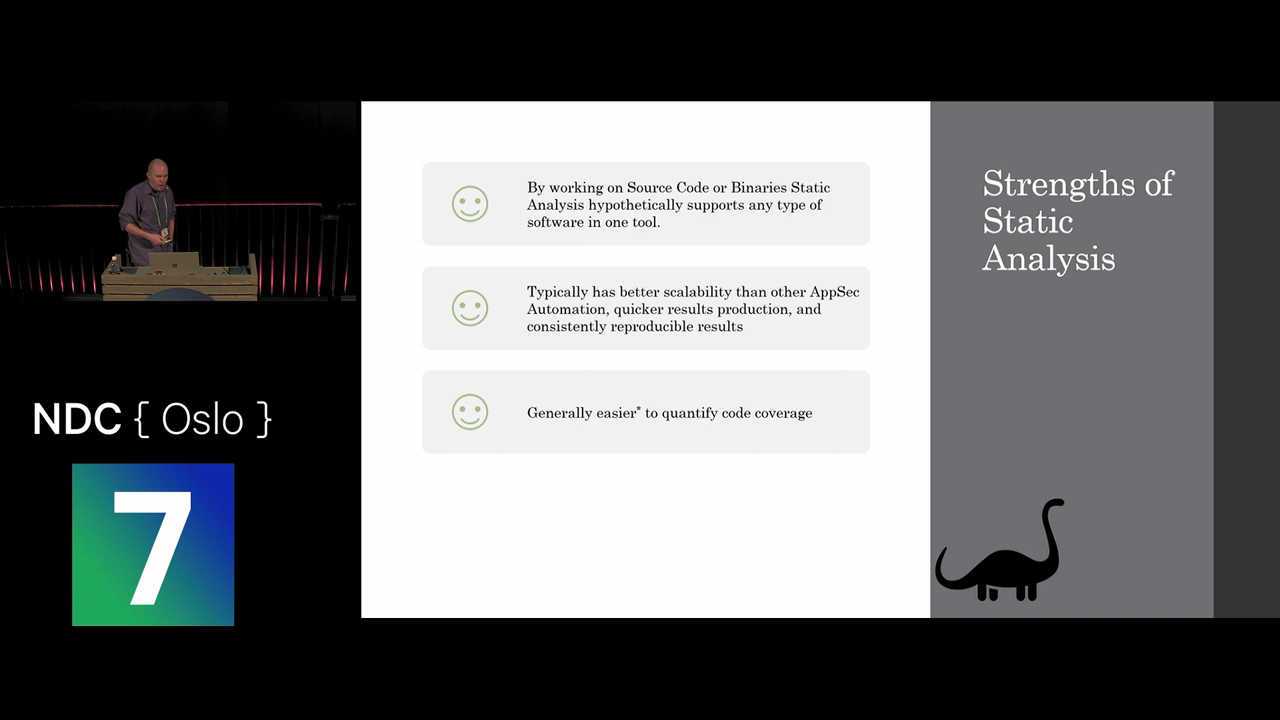 By working on Source Code or Binaries Static
Analysis hypothetically supports any type of
software in one tool.
Typically has better scalability than other AppSec
Automation, quicker results production, and
consistently reproducible results
Generally easier* to quantify code coverage
Strengths of
Static
Analysis
NDC { Oslo }
7